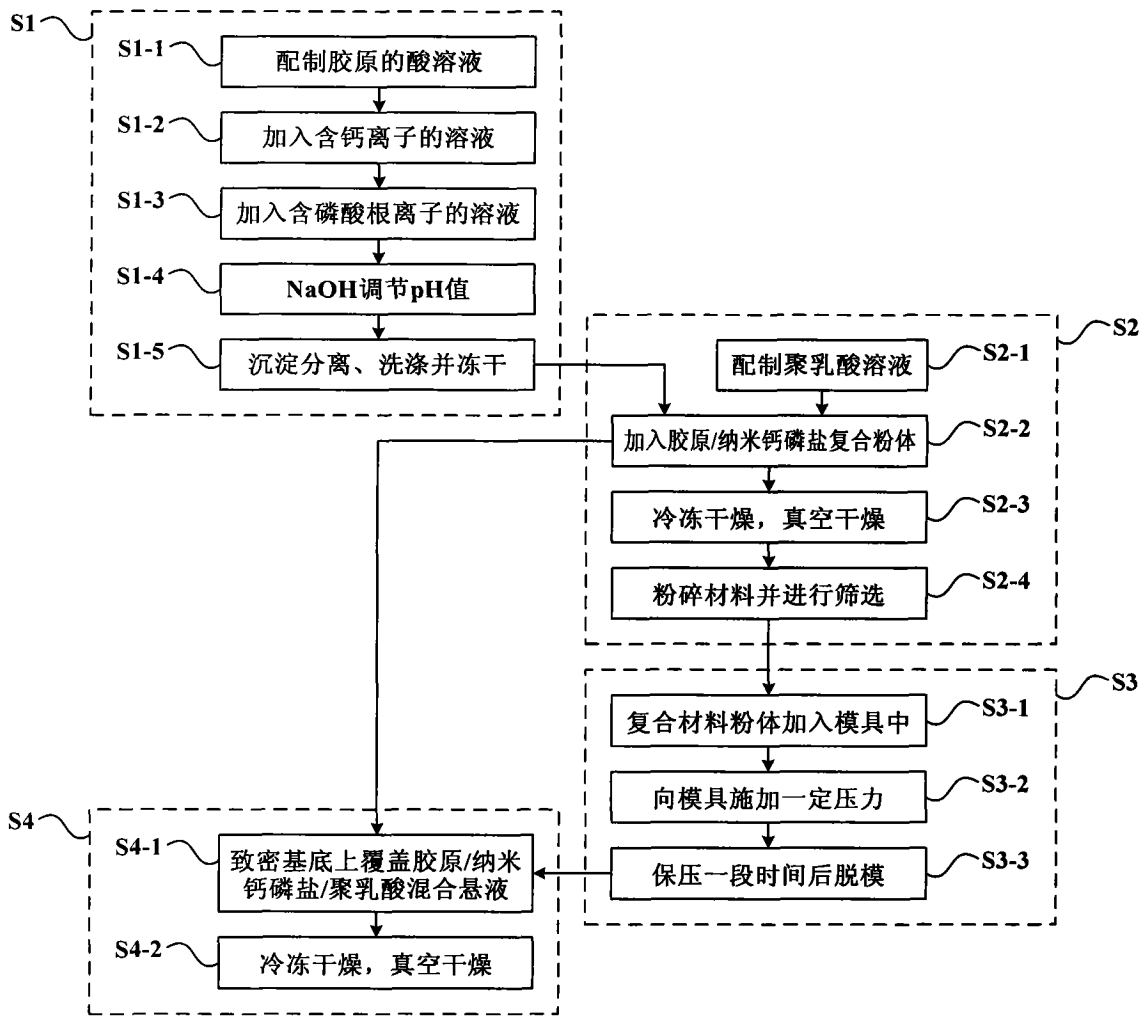 S1
S1-1
配制胶原的酸溶液
S1-2
加入含钙离子的溶液
S1-3
加入含磷酸根离子的溶液
S1-4
NaOH调节pH值
S1-5
沉淀分离、洗涤并冻干
S2
S2-1
配制聚乳酸溶液
S2-2
加入胶原/纳米钙磷盐复合粉体
S2-3
冷冻干燥，真空干燥
S2-4
粉碎材料并进行筛选
S3
S3-1
复合材料粉体加入模具中
S3-2
向模具施加一定压力
S3-3
保压一段时间后脱模
S4
S4-1
致密基底上覆盖胶原/纳米
钙磷盐/聚乳酸混合悬液
S4-2
冷冻干燥，真空干燥